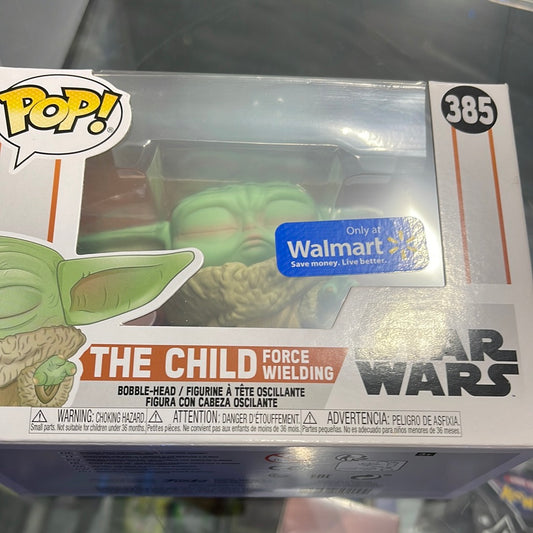 POP!
385
Only at
Walmart
Save money. Live better.
THE CHILD FORCE WIELDING
STAR WARS
BOBBLE-HEAD / FIGURINE À TÊTE OSCILLANTE
FIGURA CON CABEZA OSCILANTE
WARNING: CHOKING HAZARD.
Small parts. Not suitable for children under 36 months.
ATTENTION: DANGER D'ÉTOUFFEMENT.
Petites pièces. Ne convient pas aux enfants de moins de 36 mois.
ADVERTENCIA: PELIGRO DE ASFIXIA.
Partes pequeñas. No es adecuado para niños menores de 36 meses.